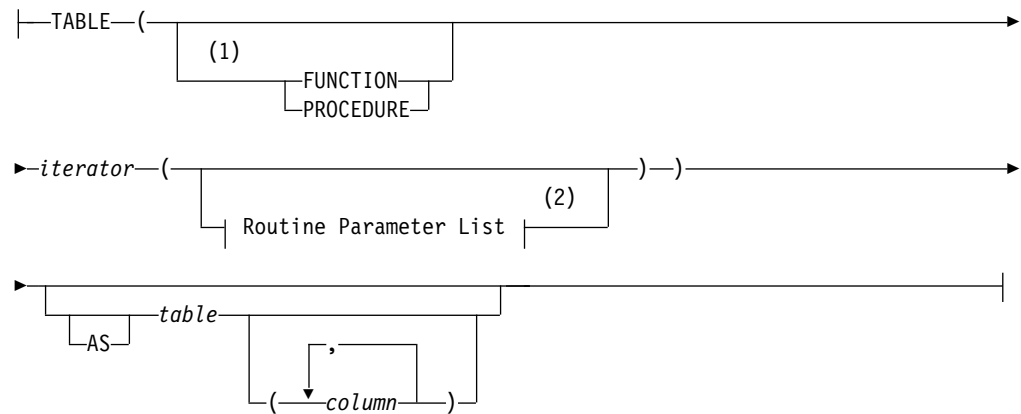 TABLE (
(1)
FUNCTION
PROCEDURE
iterator ( ) )
(2)
Routine Parameter List
table
AS
,
( column )